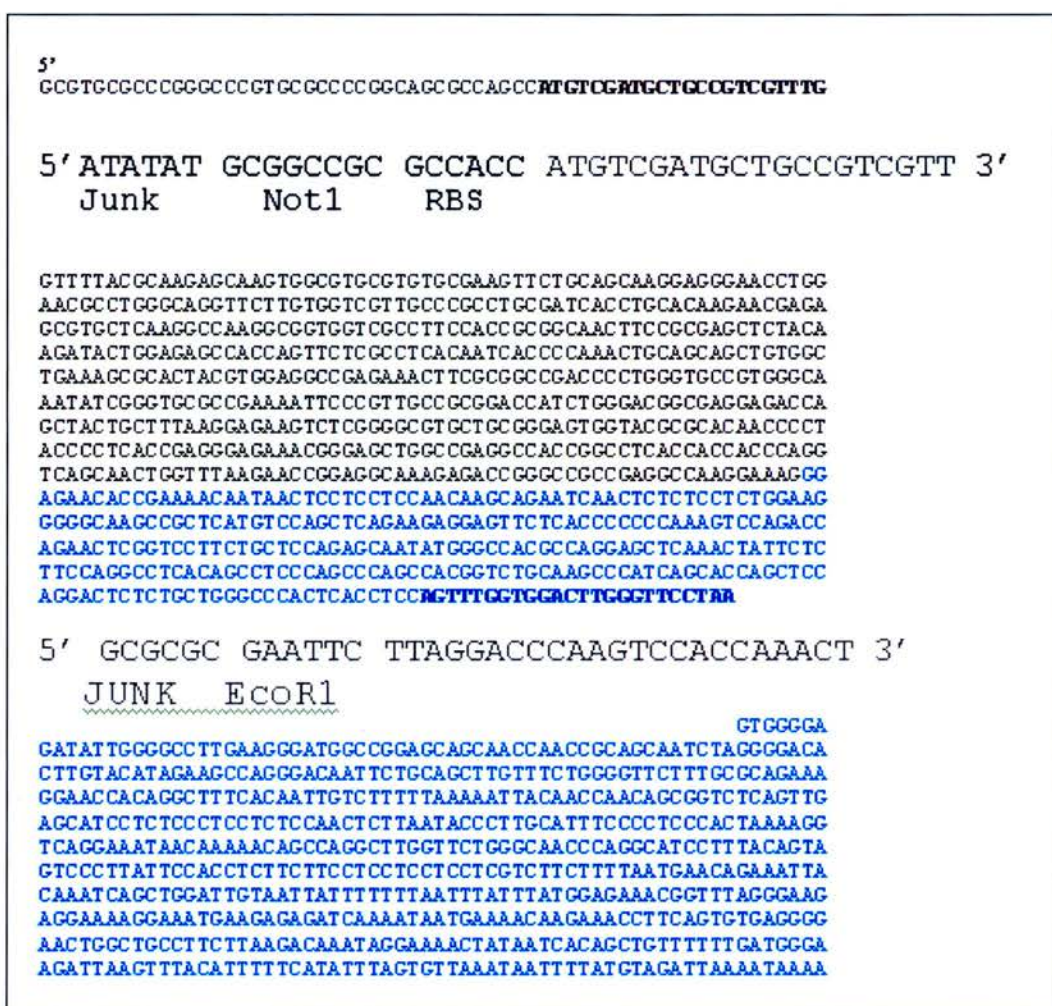 5'
GCGTGCGCCCGGGCCCGTGCGCCCCGGCAGCGCCAGCCATGTCGATGCTGCCGTCGTTTG
5' ATATAT GCGGCCGC GCCACC ATGTCGATGCTGCCGTCGTT 3'
Junk Not1 RBS
GTTTTACGCAAGAGCAAGTGGCGTGCGTGTGCGAAGTTCTGCAGCAAGGAGGGAACCTGG
AACGCCTGGGCAGGTTCTTGTGGTCGTTGCCCGCCTGCGATCACCTGCACAAGAACGAGA
GCGTGCTCAAGGCCAAGGCGGTGGTCGCCTTCCACCGCGGCAACTTCCGCGAGCTCTACA
AGATACTGGAGAGCCACCAGTTCTCGCCTCACAATCACCCCAAACTGCAGCAGCTGTGGC
TGAAAGCGCACTACGTGGAGGCCGAGAAACTTCGCGGCCGACCCCTGGGTGCCGTGGGCA
AATATCGGGTGCGCCGAAAATTCCCGTTGCCGCGGACCATCTGGGACGGCGAGGAGACCA
GCTACTGCTTTAAGGAGAAGTCTCGGGGCGTGCTGCGGGAGTGGTACGCGCACAACCCCT
ACCCCTCACCGAGGGAGAAACGGGAGCTGGCCGAGGCCACCGGCCTCACCACCACCCAGG
TCAGCAACTGGTTTAAGAACCGGAGGCAAAGAGACCGGGCCGCCGAGGCCAAGGAAAGGG
AGAACACCGAAAACAATAACTCCTCCTCCAACAAGCAGAATCAACTCTCTCCTCTGGAAG
GGGGCAAGCCGCTCATGTCCAGCTCAGAAGAGGAGTTCTCACCCCCCCAAAGTCCAGACC
AGAACTCGGTCCTTCTGCTCCAGAGCAATATGGGCCACGCCAGGAGCTCAAACTATTCTC
TTCCAGGCCTCACAGCCTCCCAGCCCAGCCACGGTCTGCAAGCCCATCAGCACCAGCTCC
AGGACTCTCTGCTGGGCCCACTCACCTCCAGTTTGGTGGACTTGGGTTCCTAA
5' GCGCGC GAATTC TTAGGACCCAAGTCCACCAAACT 3'
JUNK EcoR1
GTGGGGA
GATATTGGGGCCTTGAAGGGATGGCCGGAGCAGCAACCAACCGCAGCAATCTAGGGGACA
CTTGTACATAGAAGCCAGGGACAATTCTGCAGCTTGTTTCTGGGGTTCTTTGCGCAGAAA
GGAACCACAGGCTTTCACAATTGTCTTTTTAAAAATTACAACCAACAGCGGTCTCAGTTG
AGCATCCTCTCCCTCCTCTCCAACTCTTAATACCCTTGCATTTCCCCTCCCACTAAAAGG
TCAGGAAATAACAAAAACAGCCAGGCTTGGTTCTGGGCAACCCAGGCATCCTTTACAGTA
GTCCCTTATTCCACCTCTTCTTCCTCCTCCTCCTCGTCTTCTTTTAATGAACAGAAATTA
CAAATCAGCTGGATTGTAATTATTTTTTTAATTTATTTATGGAGAAACGGTTTAGGGAAG
AGGAAAAGGAAATGAAGAGAGATCAAAATAATGAAAACAAGAAACCTTCAGTGTGAGGGG
AACTGGCTGCCTTCTTAAGACAAATAGGAAAACTATAATCACAGCTGTTTTTTGATGGGA
AGATTAAGTTTACATTTTTCATATTTAGTGTTAAATAATTTTATGTAGATTAAAATAAAA